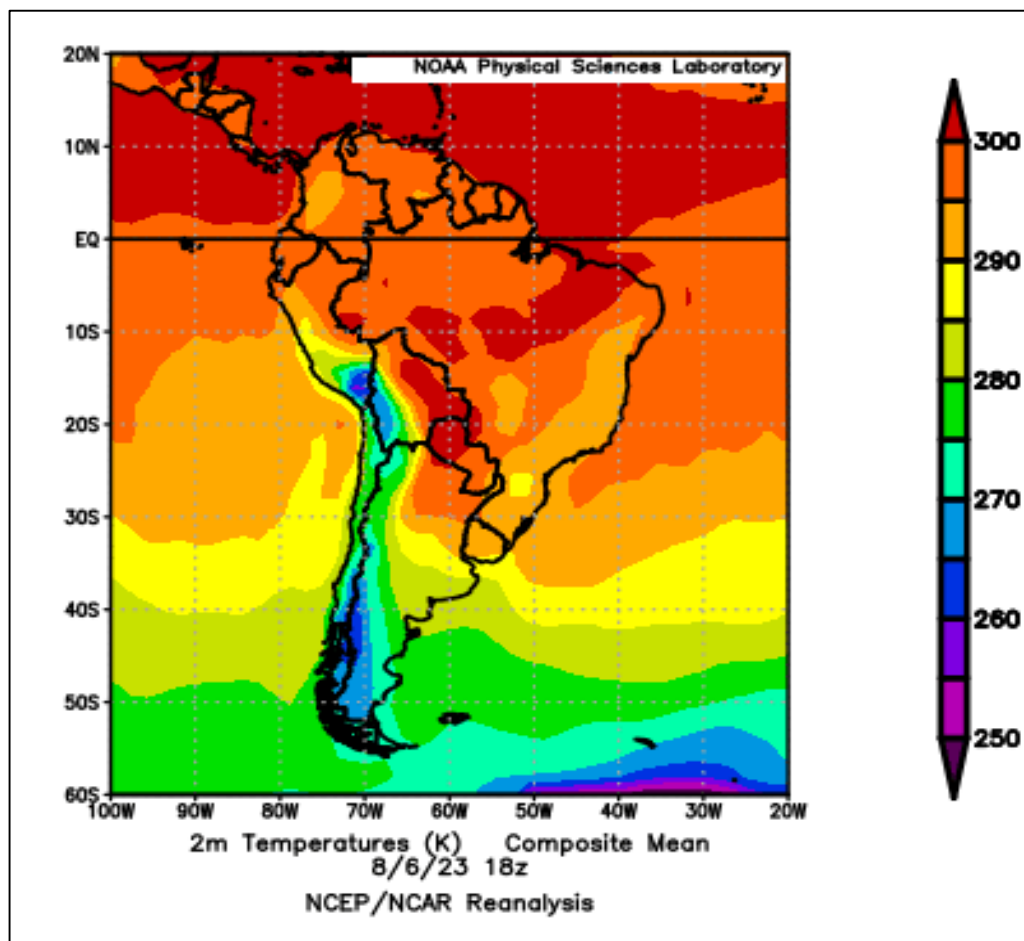 NOAA Physical Sciences Laboratory
20N
10N
EQ
10S
20S
30S
40S
50S
60S
100W 90W 80W 70W 60W 50W 40W 30W 20W
300
290
280
270
260
250
2m Temperatures (K) Composite Mean
8/6/23 18z
NCEP/NCAR Reanalysis